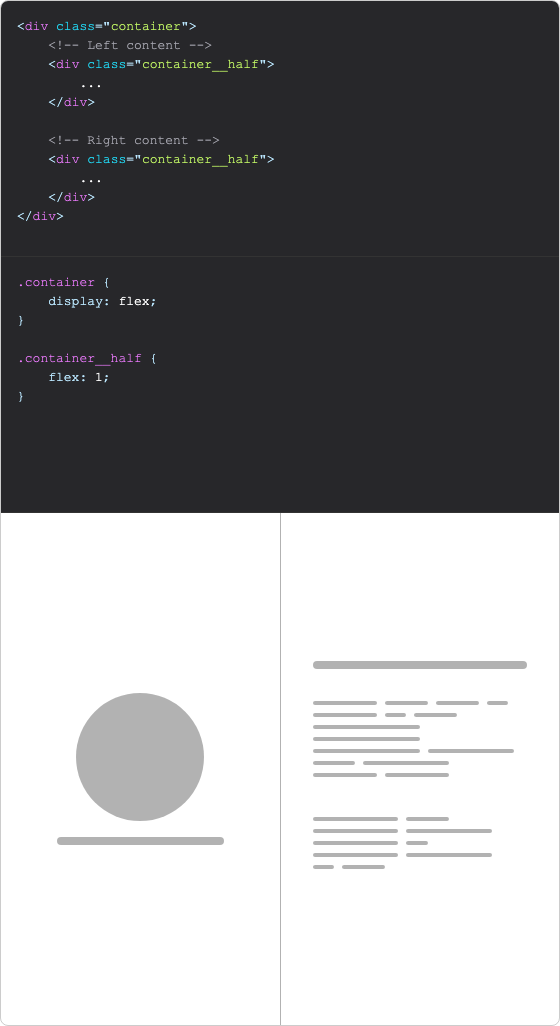 <div class="container">
    <!-- Left content -->
    <div class="container__half">
        ...
    </div>

    <!-- Right content -->
    <div class="container__half">
        ...
    </div>
</div>

.container {
    display: flex;
}

.container__half {
    flex: 1;
}